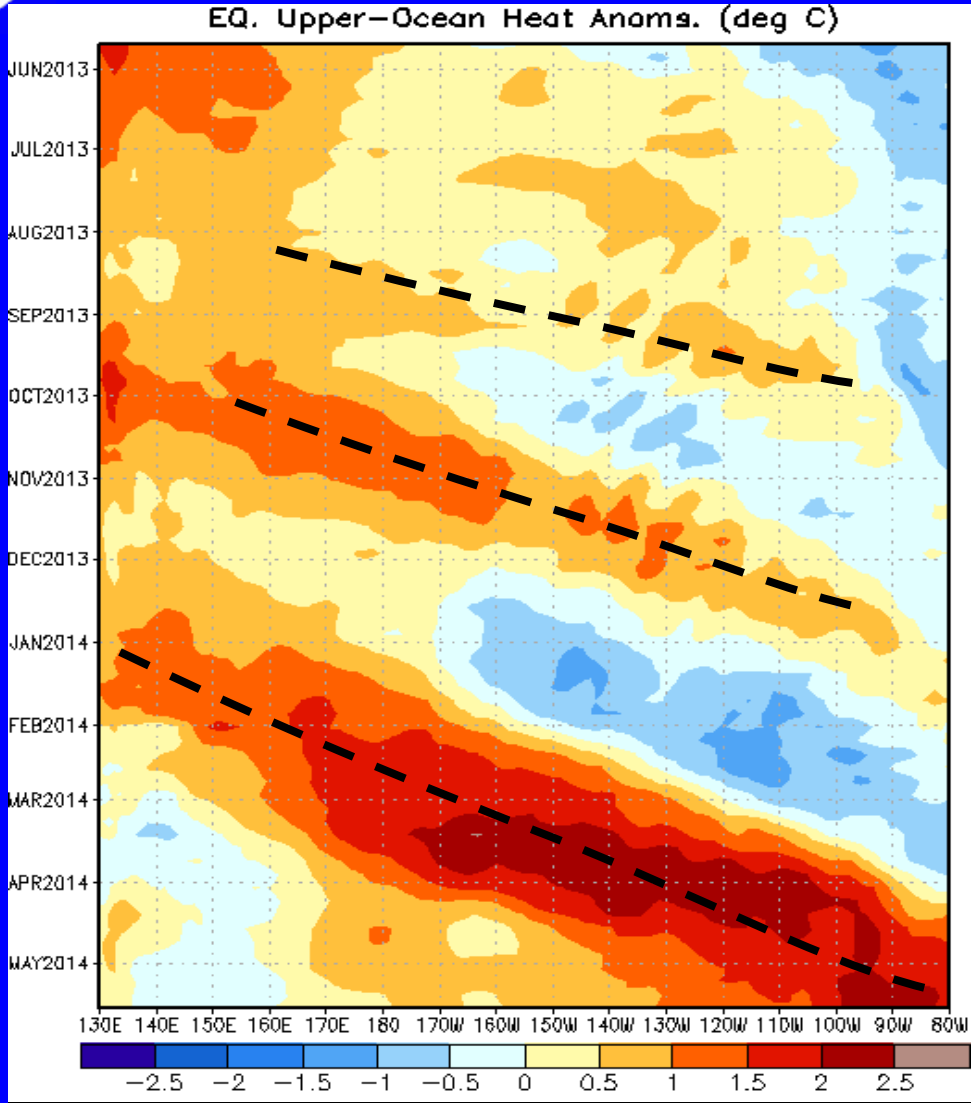 EQ. Upper-Ocean Heat Anoms. (deg C)
JUN2013
JUL2013
AUG2013
SEP2013
OCT2013
NOV2013
DEC2013
JAN2014
FEB2014
MAR2014
APR2014
MAY2014
130E 140E 150E 160E 170E 180 170W 160W 150W 140W 130W 120W 110W 100W 90W 80W
-2.5 -2 -1.5 -1 -0.5 0 0.5 1 1.5 2 2.5